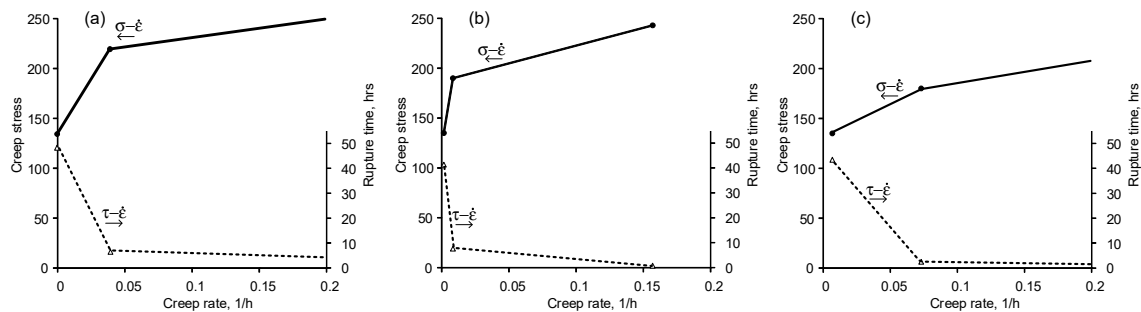 (a)
250
200
150
100
50
0
Creep stress
σ–ε̇
←
τ–ε̇
→
50
40
30
20
10
0
Rupture time, hrs
0 0.05 0.1 0.15 0.2
Creep rate, 1/h
(b)
250
200
150
100
50
0
Creep stress
σ–ε̇
←
τ–ε̇
→
50
40
30
20
10
0
Rupture time, hrs
0 0.05 0.1 0.15 0.2
Creep rate, 1/h
(c)
250
200
150
100
50
0
Creep stress
σ–ε̇
←
τ–ε̇
→
50
40
30
20
10
0
Rupture time, hrs
0 0.05 0.1 0.15 0.2
Creep rate, 1/h